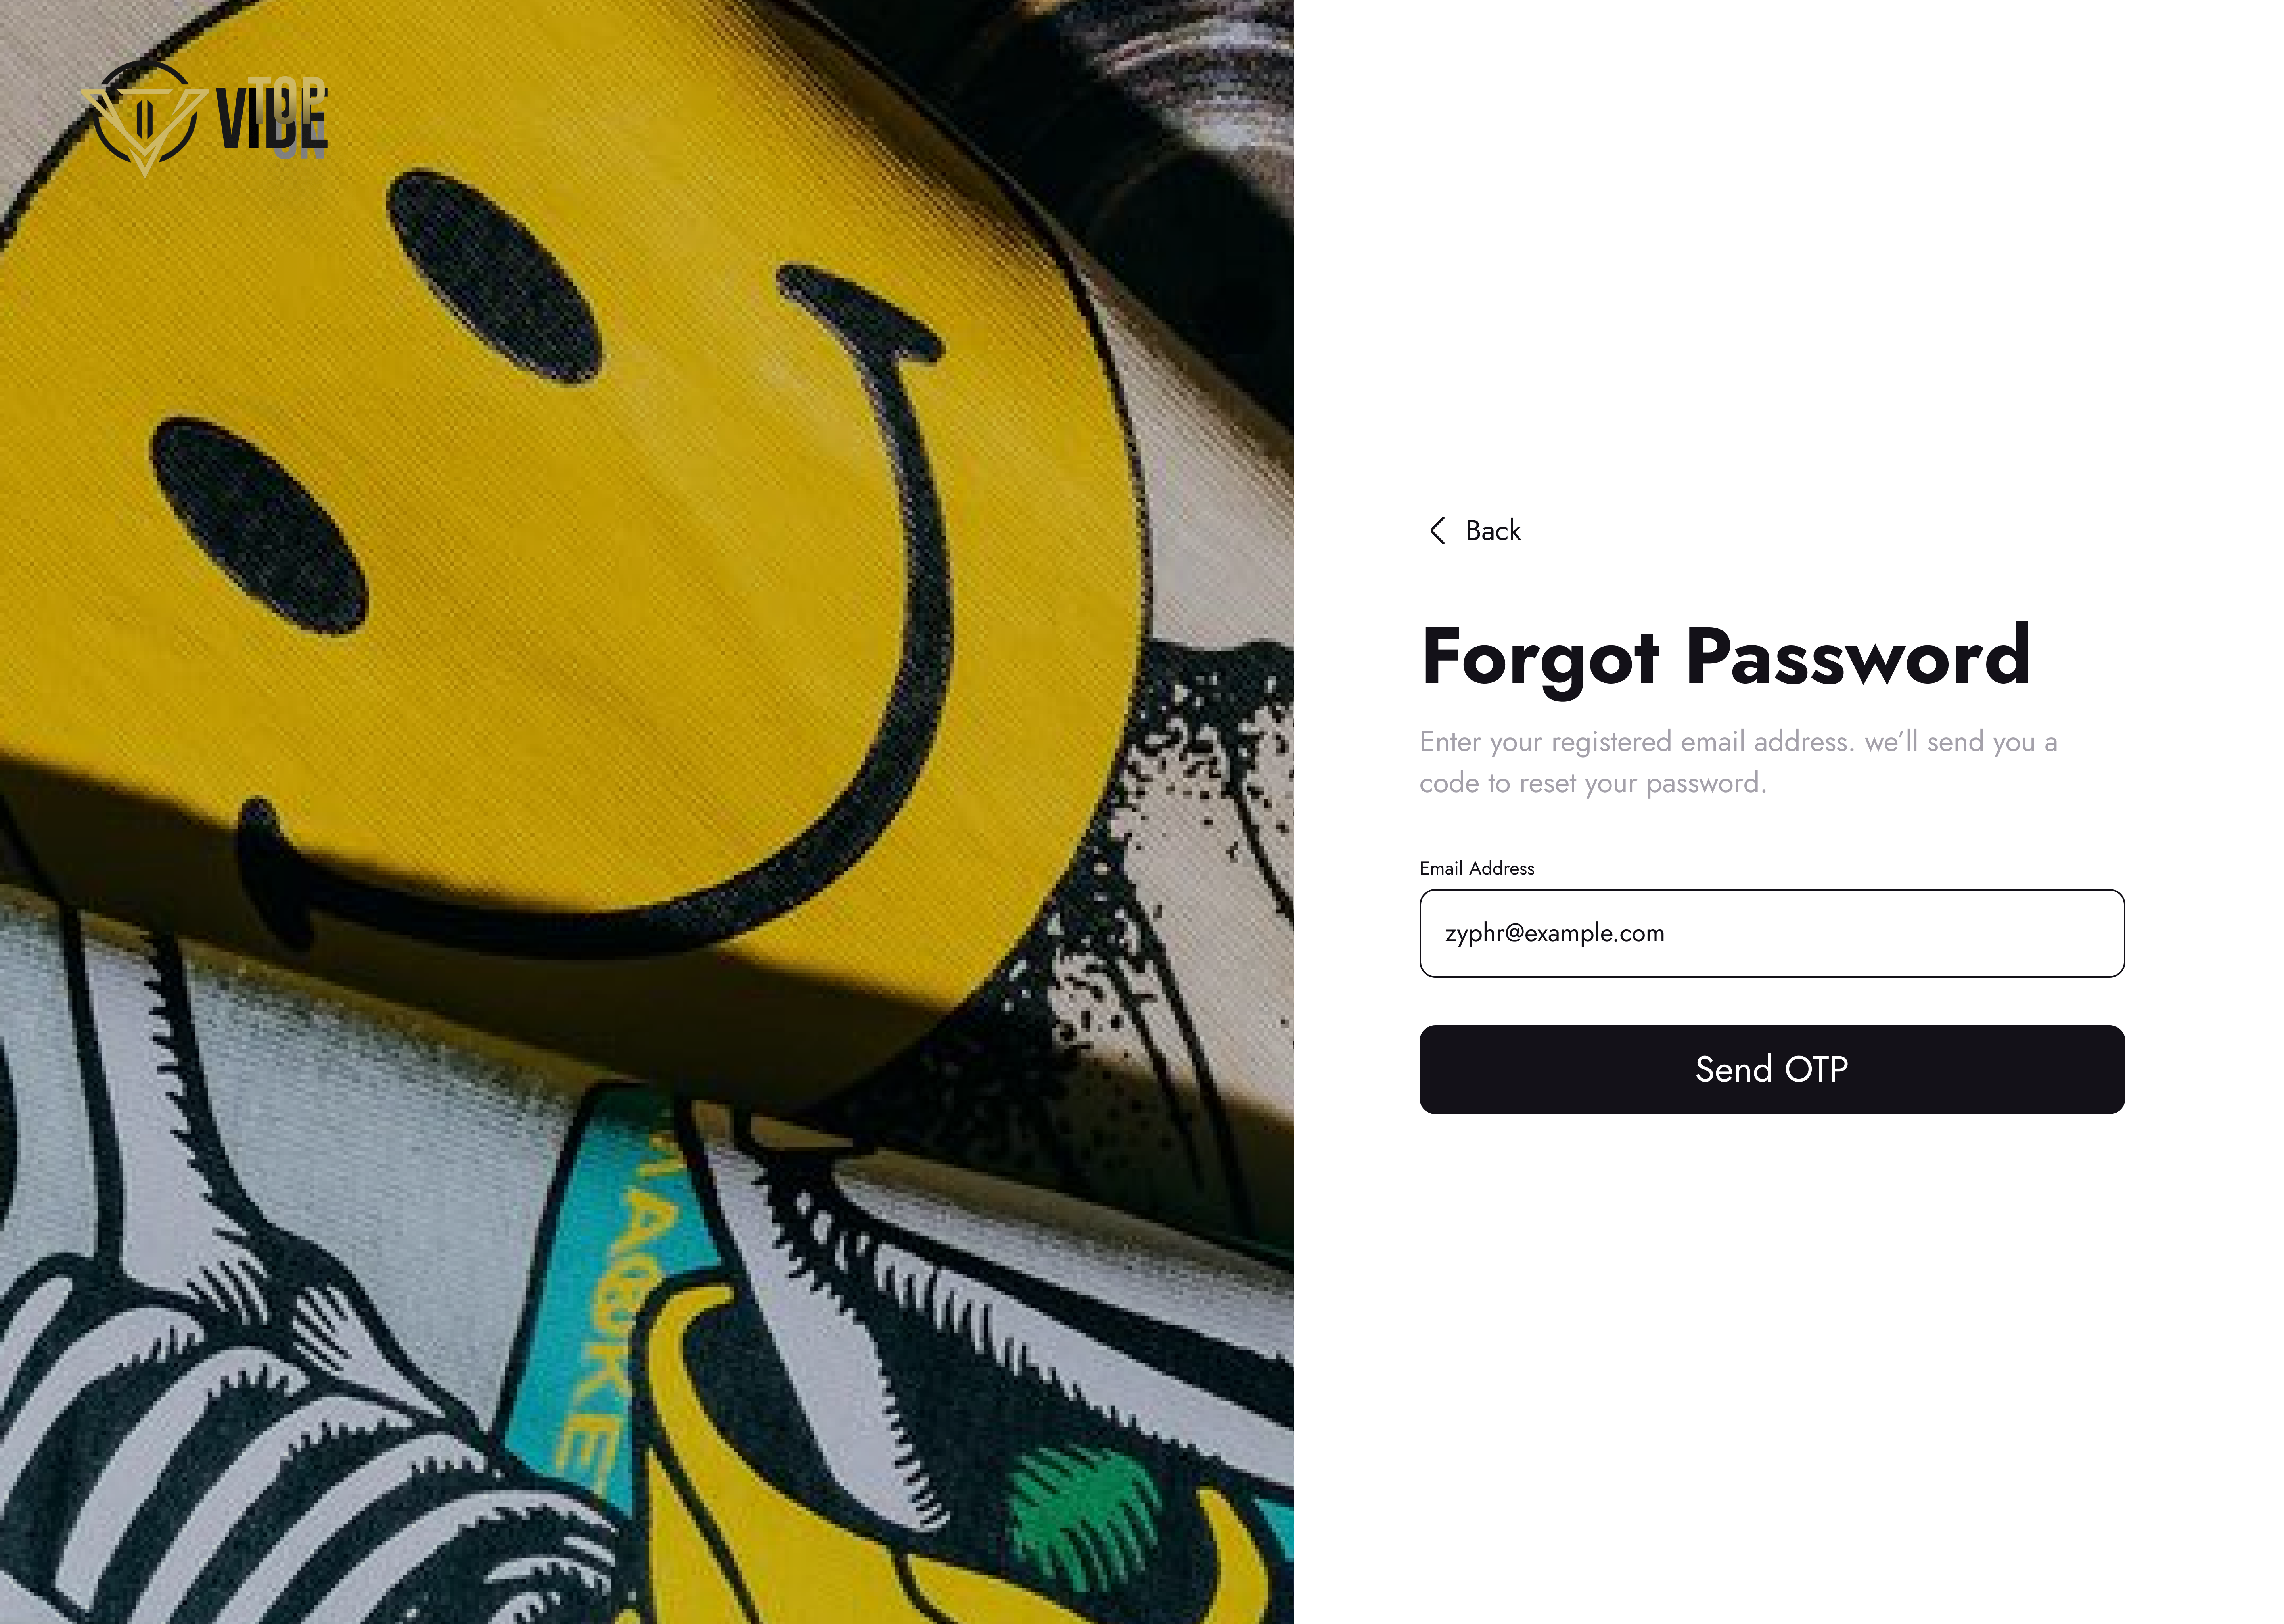 VIBE
Back
Forgot Password
Enter your registered email address. we’ll send you a
code to reset your password.
Email Address
zyphr@example.com
Send OTP